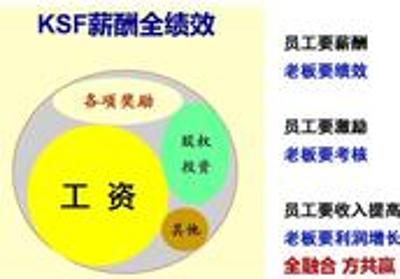 KSF薪酬全绩效
各项奖励
股权
投资
工资
其他
员工要薪酬
老板要绩效
员工要激励
老板要考核
员工要收入提高
老板要利润增长
全融合 方共赢